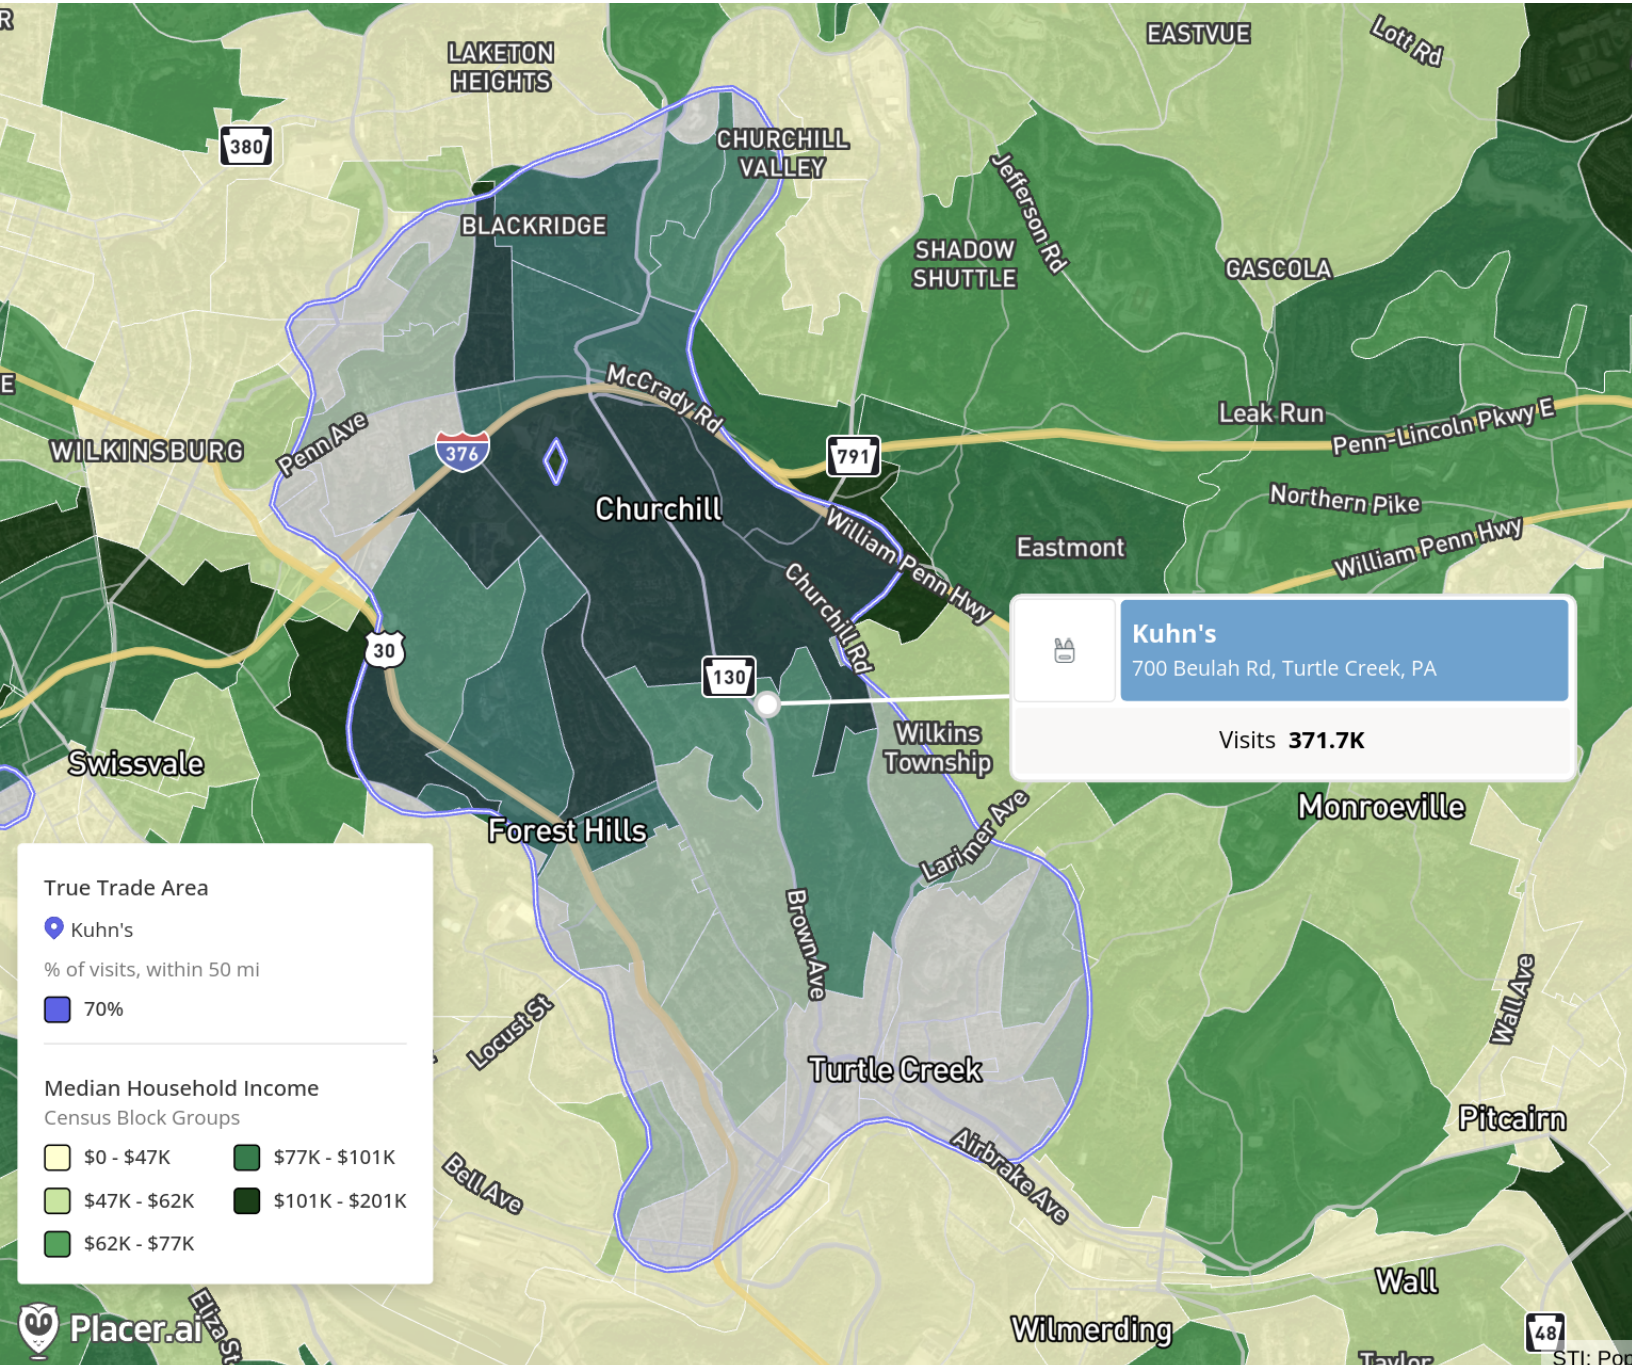 R
LAKETON
HEIGHTS
EASTVUE
Lott Rd
380
CHURCHILL
VALLEY
Jefferson Rd
BLACKRIDGE
SHADOW
SHUTTLE
GASCOLA
E
McCrady Rd
Leak Run
Penn-Lincoln Pkwy E
WILKINSBURG
Penn Ave
376
791
Northern Pike
Churchill
William Penn Hwy
Eastmont
William Penn Hwy
Churchill Rd
30
130
Kuhn's
700 Beulah Rd, Turtle Creek, PA
Visits 371.7K
Wilkins
Township
Swissvale
Monroeville
Forest Hills
Larimer Ave
True Trade Area
Kuhn's
% of visits, within 50 mi
70%
Brown Ave
Locust St
Wall Ave
Turtle Creek
Median Household Income
Census Block Groups
$0 - $47K
$77K - $101K
$47K - $62K
$101K - $201K
$62K - $77K
Pitcairn
Airbrake Ave
Bell Ave
Wall
Eliza St
Placer.ai
Wilmerding
48
Taylor
STI: Pop